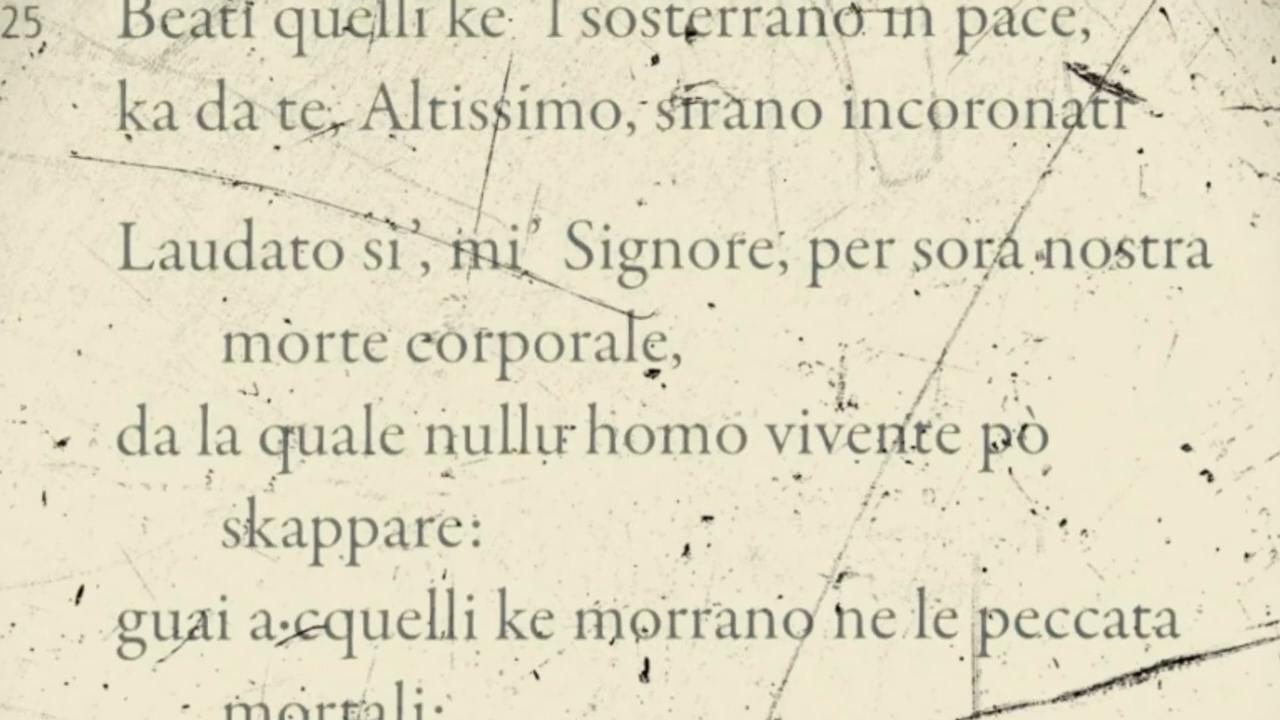 25 Beati quelli ke 'l sosterrano in pace,
ka da te, Altissimo, sirano incoronati
Laudato si', mi' Signore, per sora nostra
morte corporale,
da la quale nullu homo vivente pò
skappare:
guai a·cquelli ke morrano ne le peccata
mortali;